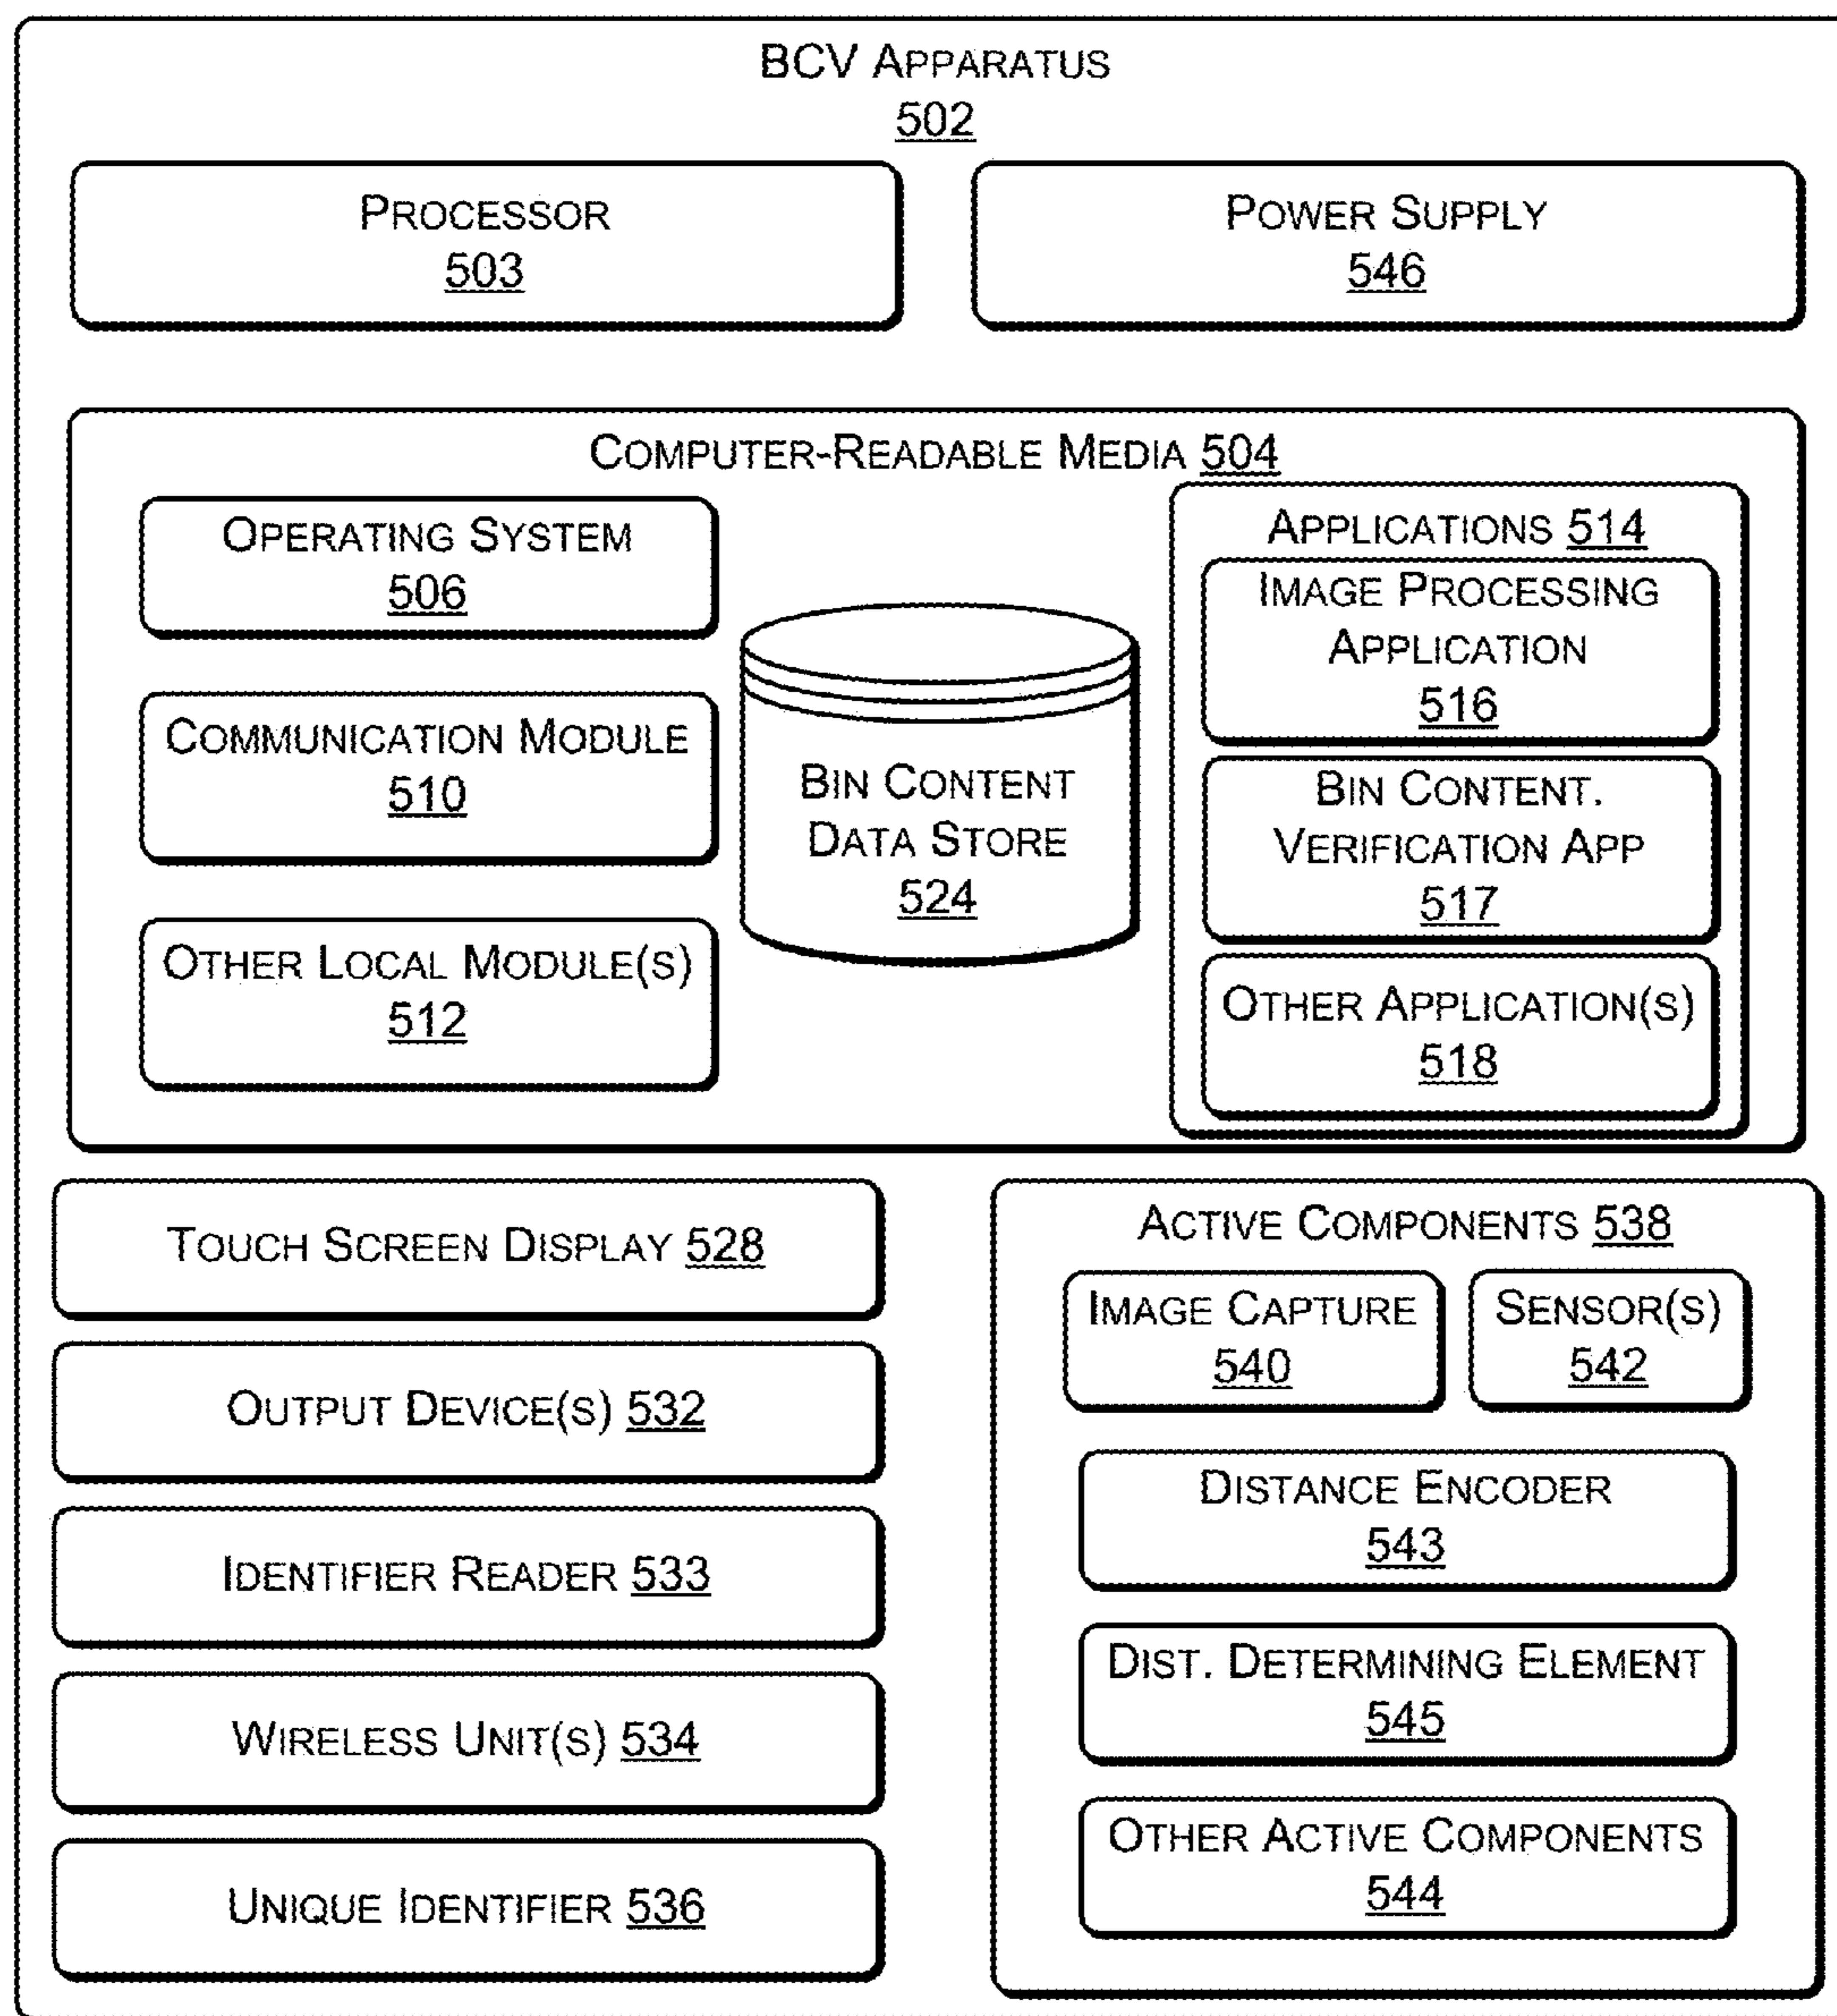 BCV APPARATUS
502
PROCESSOR
503
POWER SUPPLY
546
COMPUTER-READABLE MEDIA 504
OPERATING SYSTEM
506
COMMUNICATION MODULE
510
OTHER LOCAL MODULE(S)
512
BIN CONTENT
DATA STORE
524
APPLICATIONS 514
IMAGE PROCESSING
APPLICATION
516
BIN CONTENT.
VERIFICATION APP
517
OTHER APPLICATION(S)
518
TOUCH SCREEN DISPLAY 528
OUTPUT DEVICE(S) 532
IDENTIFIER READER 533
WIRELESS UNIT(S) 534
UNIQUE IDENTIFIER 536
ACTIVE COMPONENTS 538
IMAGE CAPTURE
540
SENSOR(S)
542
DISTANCE ENCODER
543
DIST. DETERMINING ELEMENT
545
OTHER ACTIVE COMPONENTS
544